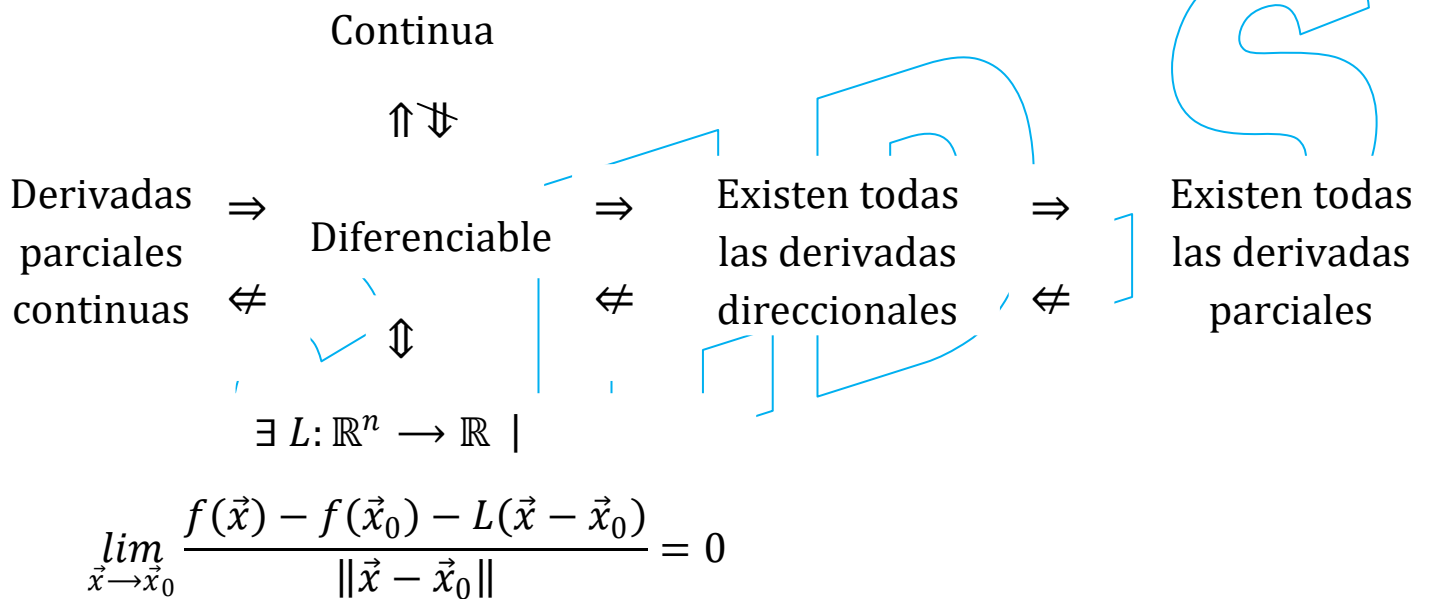 Continua
⇑ ⇓̸
Derivadas parciales continuas
⇒
⇍
Diferenciable
⇒
⇍
Existen todas las derivadas direccionales
⇒
⇍
Existen todas las derivadas parciales
⇕
∃ L: ℝⁿ ⟶ ℝ |
lim_{x⃗⟶x⃗₀} (f(x⃗) − f(x⃗₀) − L(x⃗ − x⃗₀)) / ‖x⃗ − x⃗₀‖ = 0